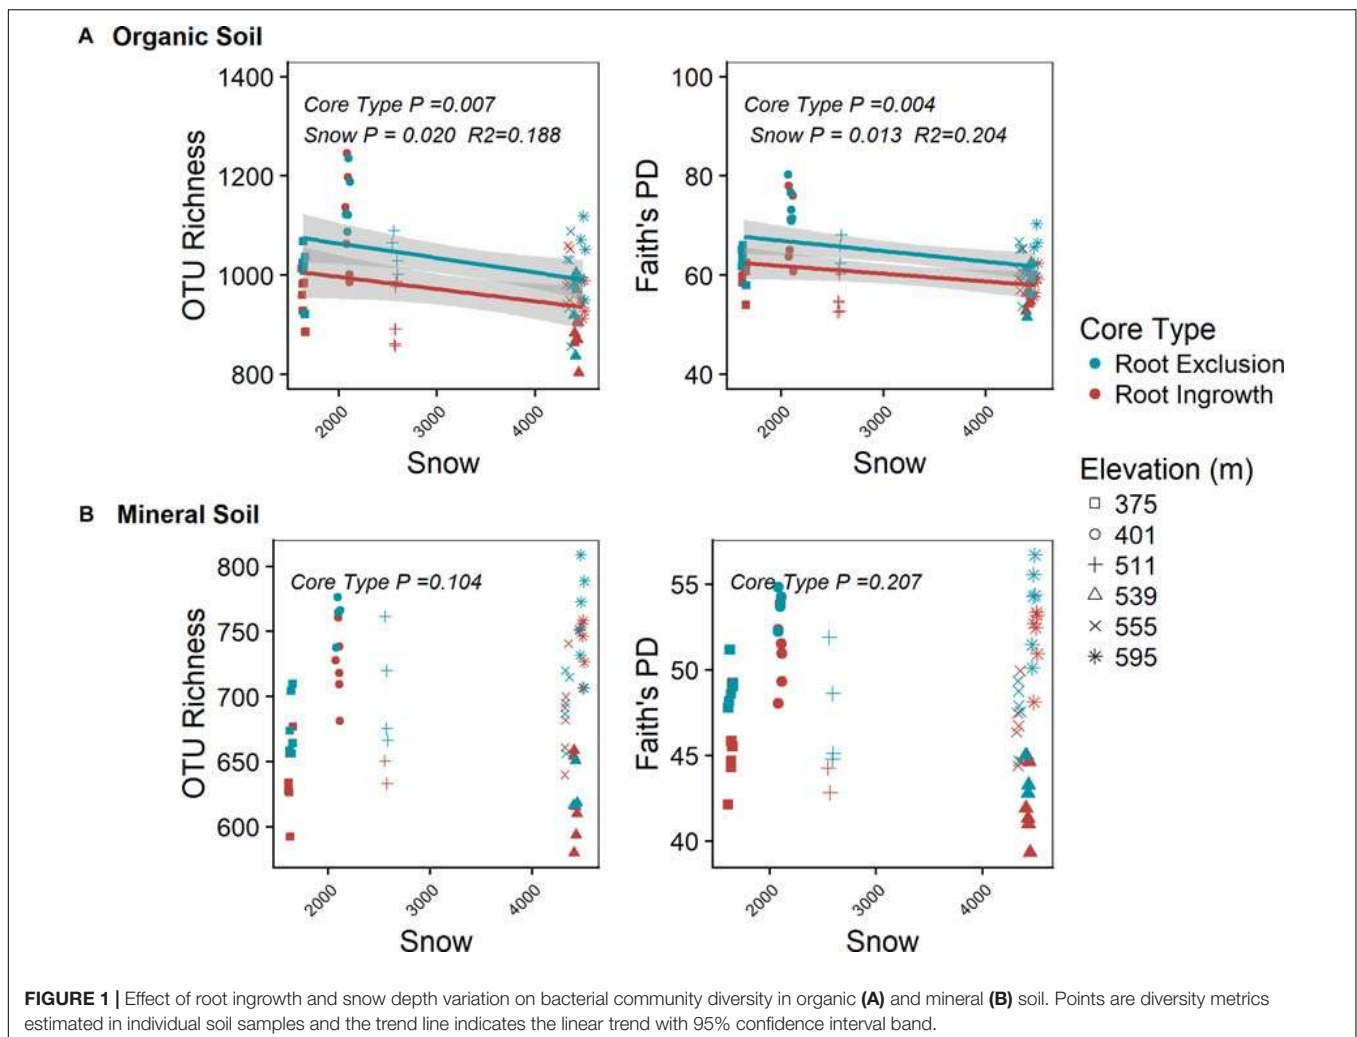 A Organic Soil
1400
1200
1000
800
OTU Richness
Core Type P =0.007
Snow P = 0.020 R2=0.188
2000
3000
4000
Snow
100
80
60
40
Faith's PD
Core Type P =0.004
Snow P = 0.013 R2=0.204
2000
3000
4000
Snow
Core Type
Root Exclusion
Root Ingrowth
Elevation (m)
375
401
511
539
555
595
B Mineral Soil
800
750
700
650
600
OTU Richness
Core Type P =0.104
2000
3000
4000
Snow
55
50
45
40
Faith's PD
Core Type P =0.207
2000
3000
4000
Snow
FIGURE 1 | Effect of root ingrowth and snow depth variation on bacterial community diversity in organic (A) and mineral (B) soil. Points are diversity metrics
estimated in individual soil samples and the trend line indicates the linear trend with 95% confidence interval band.